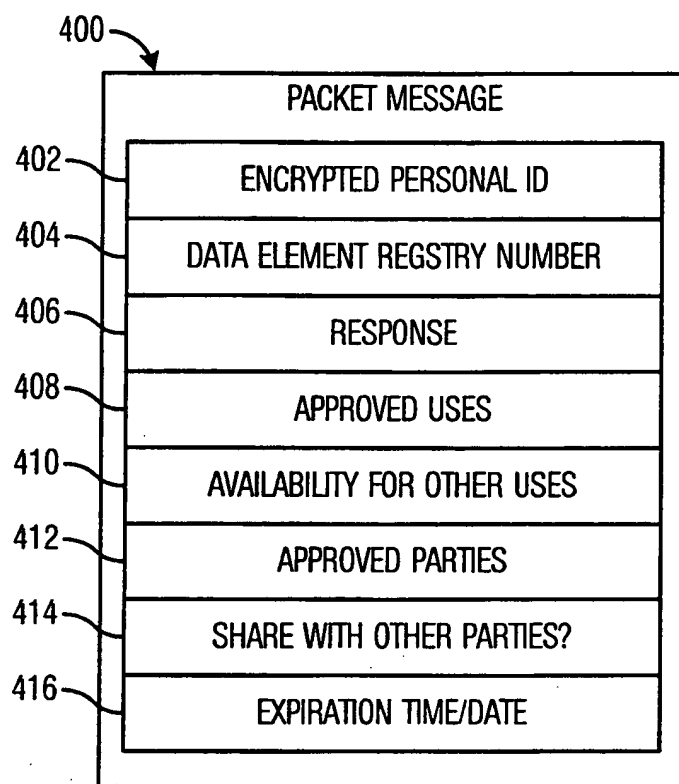 400
PACKET MESSAGE
402 ENCRYPTED PERSONAL ID
404 DATA ELEMENT REGSTRY NUMBER
406 RESPONSE
408 APPROVED USES
410 AVAILABILITY FOR OTHER USES
412 APPROVED PARTIES
414 SHARE WITH OTHER PARTIES?
416 EXPIRATION TIME/DATE